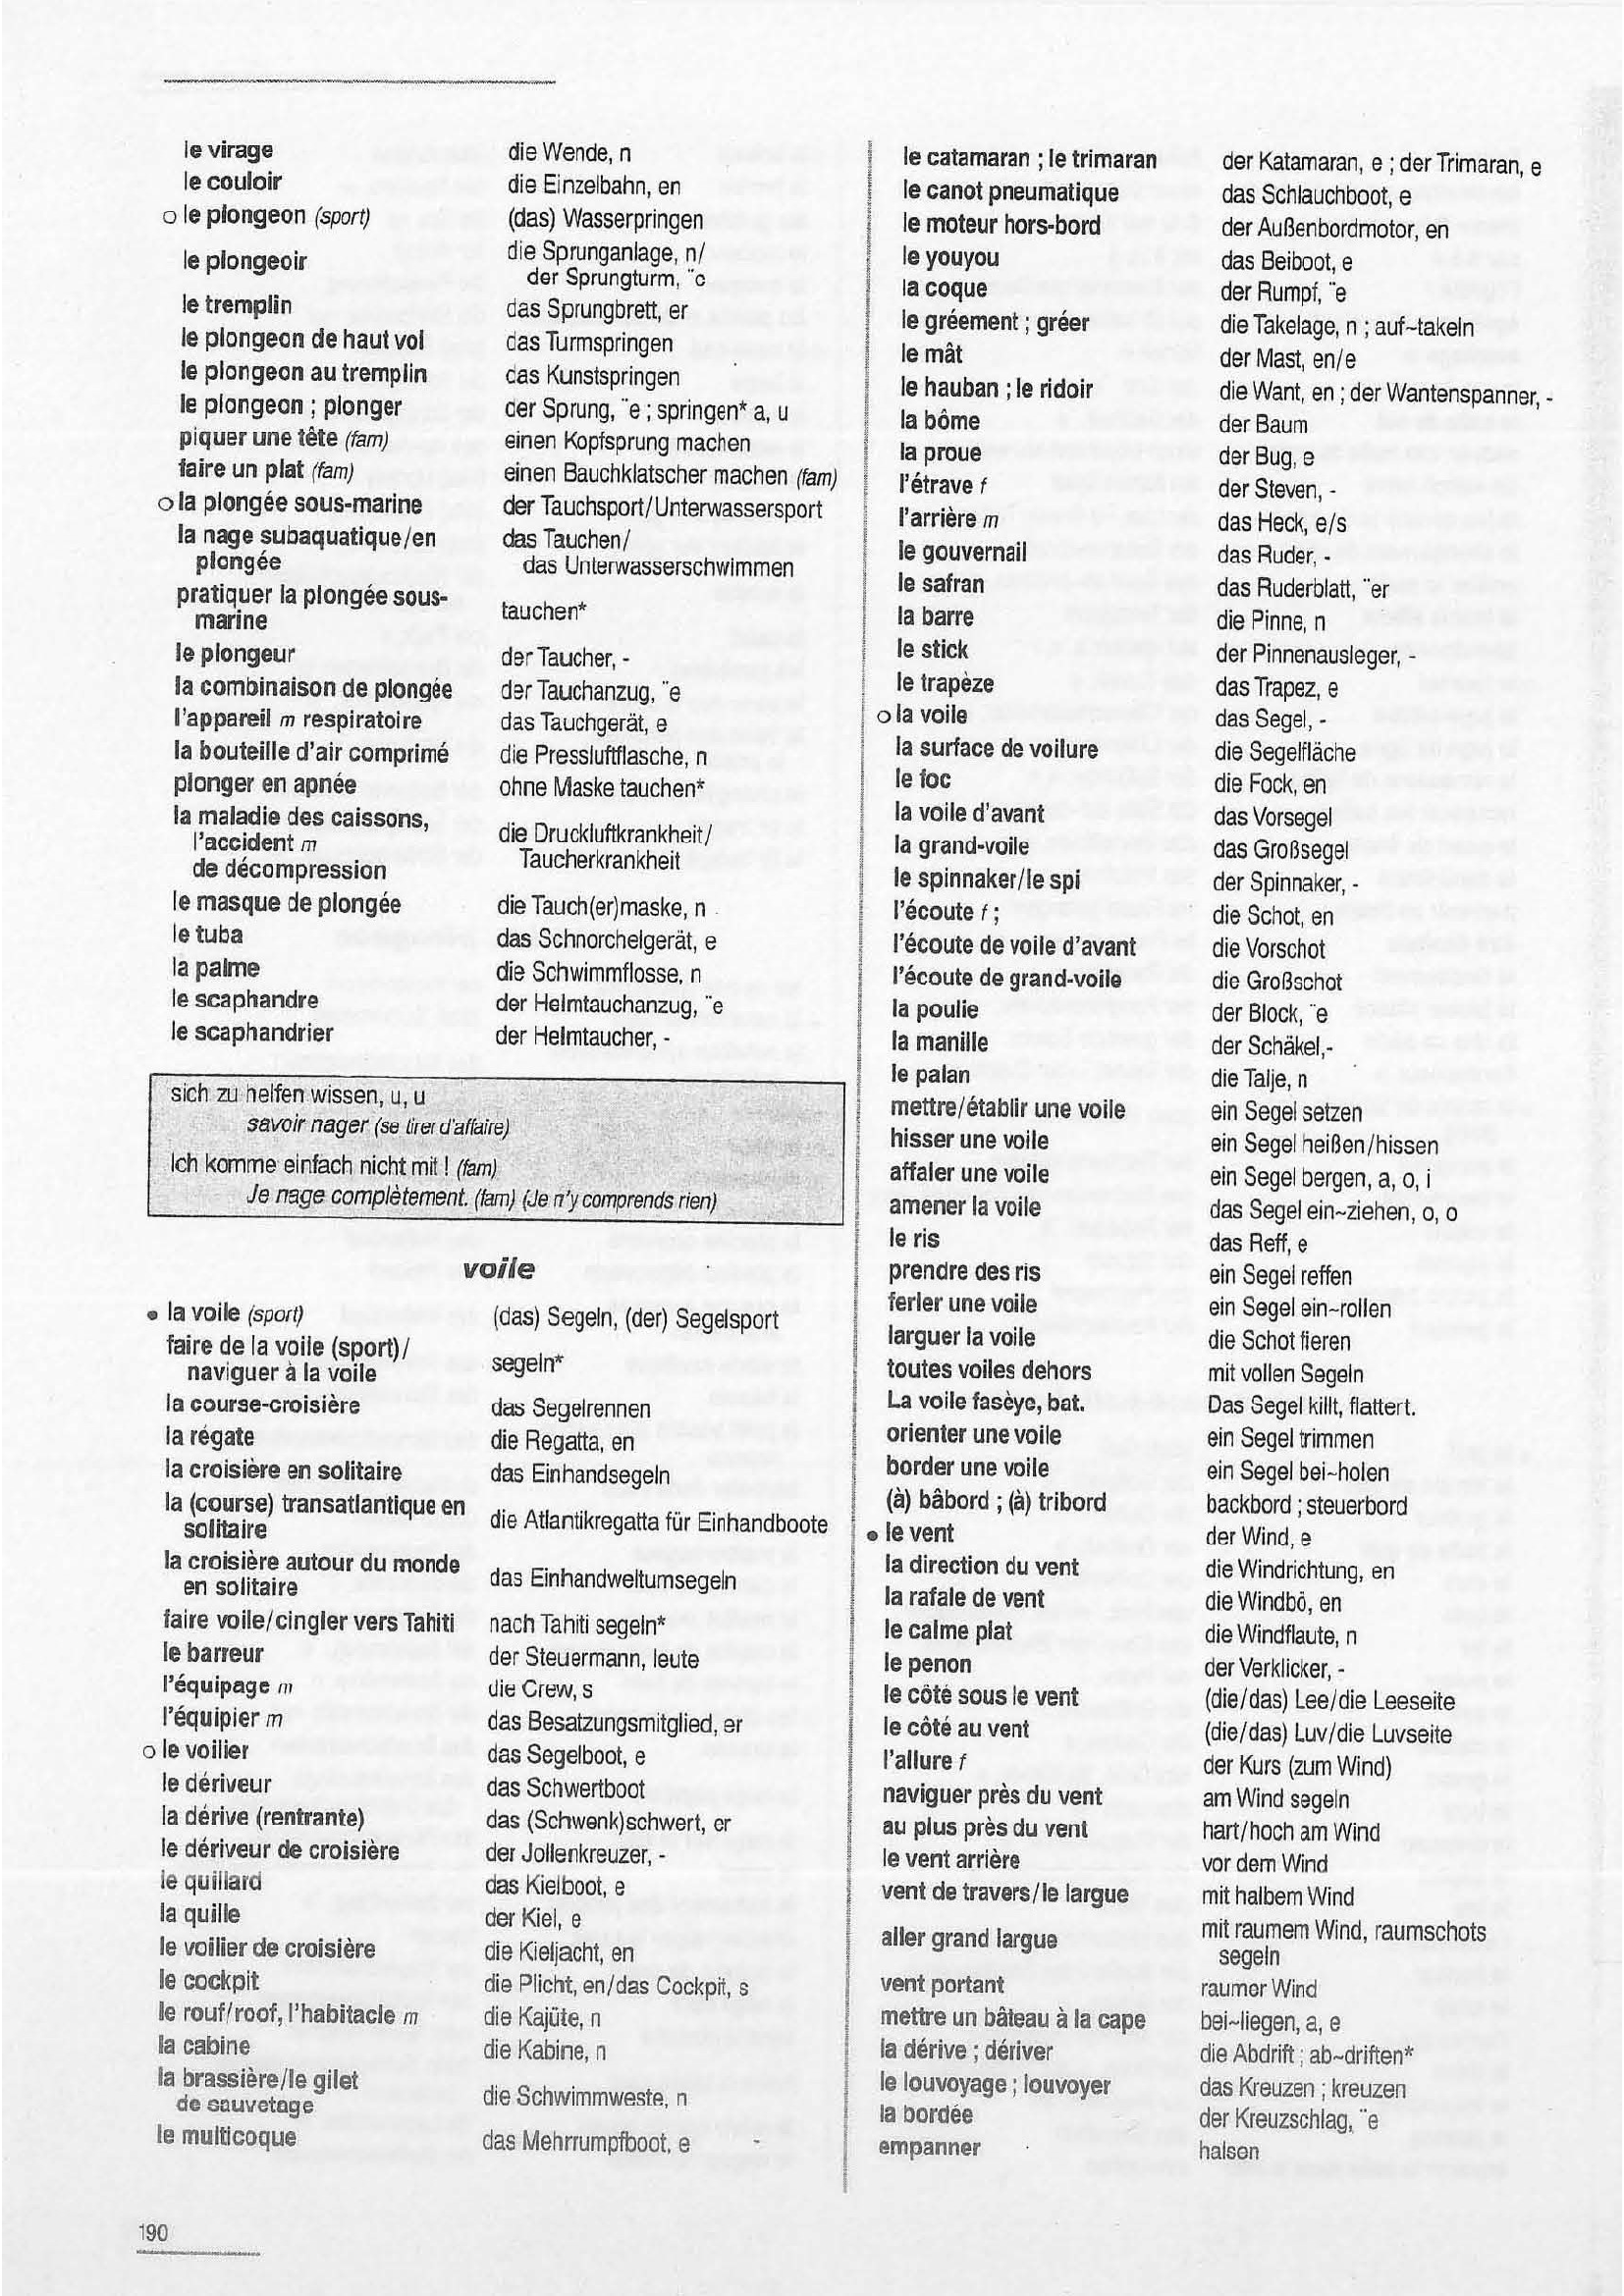 le virage die Wende, n
le couloir die Einzelbahn, en
o le plongeon (sport) (das) Wasserpringen
le plongeoir die Sprunganlage, n/
der Sprungturm, ¨e
le tremplin das Sprungbrett, er
le plongeon de haut vol das Turmspringen
le plongeon au tremplin das Kunstspringen
le plongeon ; plonger der Sprung, ¨e ; springen* a, u
piquer une tête (fam) einen Kopfsprung machen
faire un plat (fam) einen Bauchklatscher machen (fam)
o la plongée sous-marine der Tauchsport/Unterwassersport
la nage subaquatique/en das Tauchen/
plongée das Unterwasserschwimmen
pratiquer la plongée sous-
marine tauchen*
le plongeur der Taucher, -
la combinaison de plongée der Tauchanzug, ¨e
l'appareil m respiratoire das Tauchgerät, e
la bouteille d'air comprimé die Pressluftflasche, n
plonger en apnée ohne Maske tauchen*
la maladie des caissons,
l'accident m die Druckluftkrankheit/
de décompression Taucherkrankheit
le masque de plongée die Tauch(er)maske, n
le tuba das Schnorchelgerät, e
la palme die Schwimmflosse, n
le scaphandre der Helmtauchanzug, ¨e
le scaphandrier der Helmtaucher, -
sich zu helfen wissen, u, u
savoir nager (se tirer d'affaire)
Ich komme einfach nicht mit ! (fam)
Je nage complètement. (fam) (Je n'y comprends rien)
voile
• la voile (sport) (das) Segeln, (der) Segelsport
faire de la voile (sport)/
naviguer à la voile segeln*
la course-croisière das Segelrennen
la régate die Regatta, en
la croisière en solitaire das Einhandsegeln
la (course) transatlantique en
solitaire die Atlantikregatta für Einhandboote
la croisière autour du monde
en solitaire das Einhandweltumsegeln
faire voile/cingler vers Tahiti nach Tahiti segeln*
le barreur der Steuermann, leute
l'équipage m die Crew, s
l'équipier m das Besatzungsmitglied, er
o le voilier das Segelboot, e
le dériveur das Schwertboot
la dérive (rentrante) das (Schwenk)schwert, er
le dériveur de croisière der Jollenkreuzer, -
le quillard das Kielboot, e
la quille der Kiel, e
le voilier de croisière die Kieljacht, en
le cockpit die Plicht, en/das Cockpit, s
le rouf/roof, l'habitacle m die Kajüte, n
la cabine die Kabine, n
la brassière/le gilet
de sauvetage die Schwimmweste, n
le multicoque das Mehrrumpfboot, e
le catamaran ; le trimaran der Katamaran, e ; der Trimaran, e
le canot pneumatique das Schlauchboot, e
le moteur hors-bord der Außenbordmotor, en
le youyou das Beiboot, e
la coque der Rumpf, ¨e
le gréement ; gréer die Takelage, n ; auf~takeln
le mât der Mast, en/e
le hauban ; le ridoir die Want, en ; der Wantenspanner, -
la bôme der Baum
la proue der Bug, e
l'étrave f der Steven, -
l'arrière m das Heck, e/s
le gouvernail das Ruder, -
le safran das Ruderblatt, ¨er
la barre die Pinne, n
le stick der Pinnenausleger, -
le trapèze das Trapez, e
o la voile das Segel, -
la surface de voilure die Segelfläche
le foc die Fock, en
la voile d'avant das Vorsegel
la grand-voile das Großsegel
le spinnaker/le spi der Spinnaker, -
l'écoute f ; die Schot, en
l'écoute de voile d'avant die Vorschot
l'écoute de grand-voile die Großschot
la poulie der Block, ¨e
la manille der Schäkel,-
le palan die Talje, n
mettre/établir une voile ein Segel setzen
hisser une voile ein Segel heißen/hissen
affaler une voile ein Segel bergen, a, o, i
amener la voile das Segel ein~ziehen, o, o
le ris das Reff, e
prendre des ris ein Segel reffen
ferler une voile ein Segel ein~rollen
larguer la voile die Schot fieren
toutes voiles dehors mit vollen Segeln
La voile faseye, bat. Das Segel killt, flattert.
orienter une voile ein Segel trimmen
border une voile ein Segel bei~holen
(à) bâbord ; (à) tribord backbord ; steuerbord
• le vent der Wind, e
la direction du vent die Windrichtung, en
la rafale de vent die Windbö, en
le calme plat die Windflaute, n
le penon der Verklicker, -
le côté sous le vent (die/das) Lee/die Leeseite
le côté au vent (die/das) Luv/die Luvseite
l'allure f der Kurs (zum Wind)
naviguer près du vent am Wind segeln
au plus près du vent hart/hoch am Wind
le vent arrière vor dem Wind
vent de travers/le largue mit halbem Wind
aller grand largue mit raumem Wind, raumschots
segeln
vent portant raumer Wind
mettre un bâteau à la cape bei~liegen, a, e
la dérive ; dériver die Abdrift ; ab~driften*
le louvoyage ; louvoyer das Kreuzen ; kreuzen
la bordée der Kreuzschlag, ¨e
empanner halsen
190